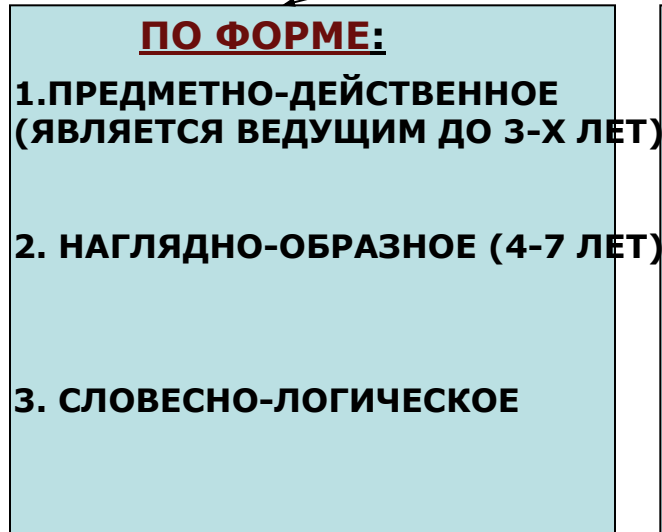 ПО ФОРМЕ:
1.ПРЕДМЕТНО-ДЕЙСТВЕННОЕ
(ЯВЛЯЕТСЯ ВЕДУЩИМ ДО 3-Х ЛЕТ)
2. НАГЛЯДНО-ОБРАЗНОЕ (4-7 ЛЕТ)
3. СЛОВЕСНО-ЛОГИЧЕСКОЕ